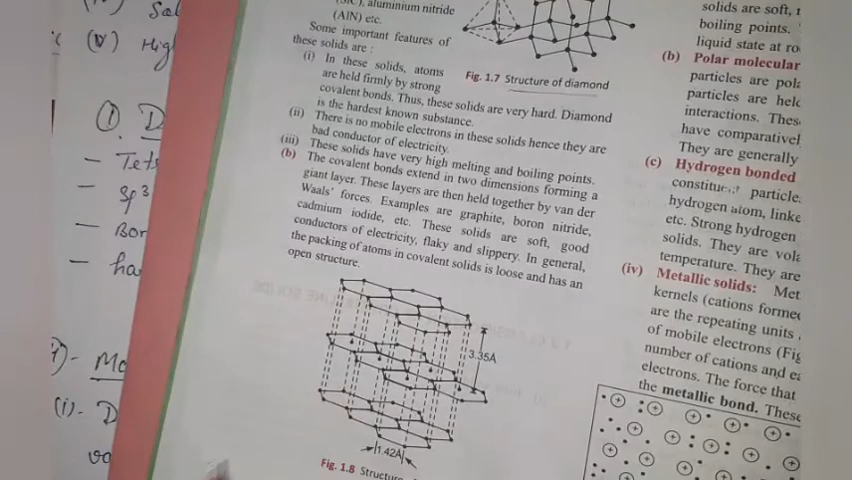 Sol
(V) High
① D
- Tets
- Sp³
- Bor
- ha
Mo
(i)- D
, aluminium nitride
(AlN) etc.
Some important features of
these solids are :
(i) In these solids, atoms
are held firmly by strong
covalent bonds. Thus, these solids are very hard. Diamond
is the hardest known substance.
(ii) There is no mobile electrons in these solids hence they are
bad conductor of electricity.
(iii) These solids have very high melting and boiling points.
(b) The covalent bonds extend in two dimensions forming a
giant layer. These layers are then held together by van der
Waals' forces. Examples are graphite, boron nitride,
cadmium iodide, etc. These solids are soft, good
conductors of electricity, flaky and slippery. In general,
the packing of atoms in covalent solids is loose and has an
open structure.
Fig. 1.7 Structure of diamond
3.35A
1.42A
Fig. 1.8 Structure
solids are soft,
boiling points.
liquid state at ro
(b) Polar molecular
particles are pola
particles are held
interactions. Thes
have comparativel
They are generally
(c) Hydrogen bonded
particle
hydrogen atom, linke
etc. Strong hydrogen
solids. They are vola
temperature. They are
(iv) Metallic solids: Met
kernels (cations forme
are the repeating units
of mobile electrons (Fig
number of cations and e
electrons. The force that
the metallic bond. These